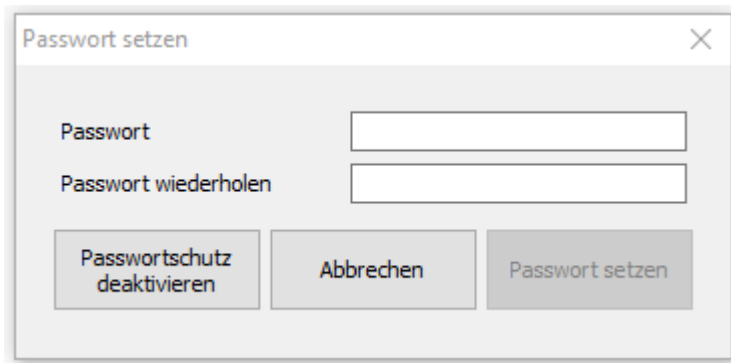 Passwort setzen
Passwort
Passwort wiederholen
Passwortschutz
deaktivieren
Abbrechen
Passwort setzen